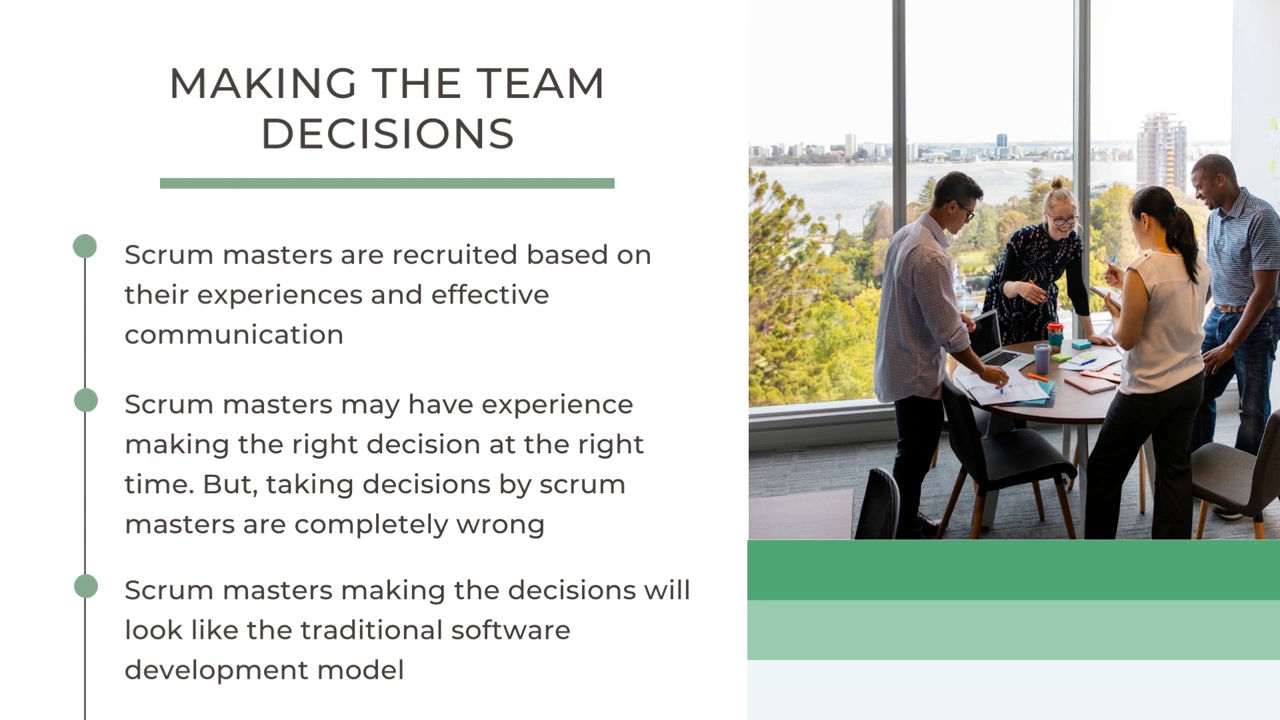 MAKING THE TEAM
DECISIONS
Scrum masters are recruited based on
their experiences and effective
communication
Scrum masters may have experience
making the right decision at the right
time. But, taking decisions by scrum
masters are completely wrong
Scrum masters making the decisions will
look like the traditional software
development model